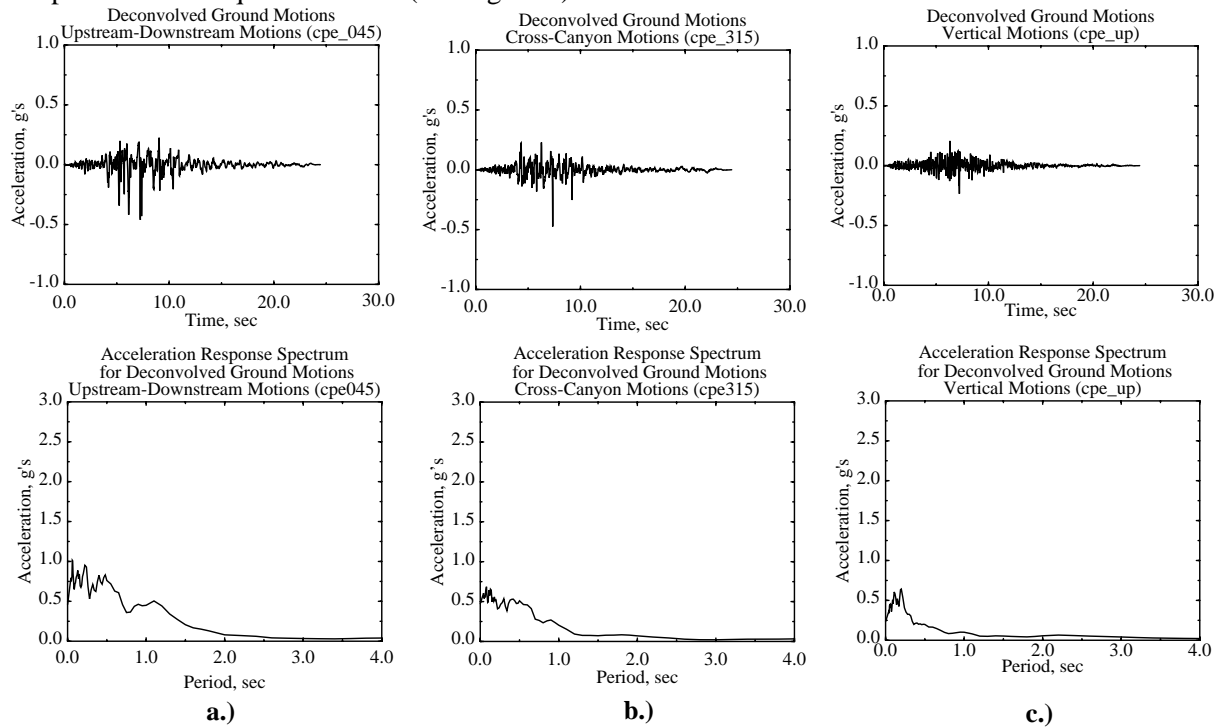 Deconvolved Ground Motions
Upstream-Downstream Motions (cpe_045)
1.0
0.5
0.0
-0.5
-1.0
Acceleration, g's
0.0
10.0
20.0
30.0
Time, sec
Deconvolved Ground Motions
Cross-Canyon Motions (cpe_315)
1.0
0.5
0.0
-0.5
-1.0
Acceleration, g's
0.0
10.0
20.0
30.0
Time, sec
Deconvolved Ground Motions
Vertical Motions (cpe_up)
1.0
0.5
0.0
-0.5
-1.0
Acceleration, g's
0.0
10.0
20.0
30.0
Time, sec
Acceleration Response Spectrum
for Deconvolved Ground Motions
Upstream-Downstream Motions (cpe045)
3.0
2.5
2.0
1.5
1.0
0.5
0.0
Acceleration, g's
0.0
1.0
2.0
3.0
4.0
Period, sec
a.)
Acceleration Response Spectrum
for Deconvolved Ground Motions
Cross-Canyon Motions (cpe315)
3.0
2.5
2.0
1.5
1.0
0.5
0.0
Acceleration, g’s
0.0
1.0
2.0
3.0
4.0
Period, sec
b.)
Acceleration Response Spectrum
for Deconvolved Ground Motions
Vertical Motions (cpe_up)
3.0
2.5
2.0
1.5
1.0
0.5
0.0
Acceleration, g's
0.0
1.0
2.0
3.0
4.0
Period, sec
c.)